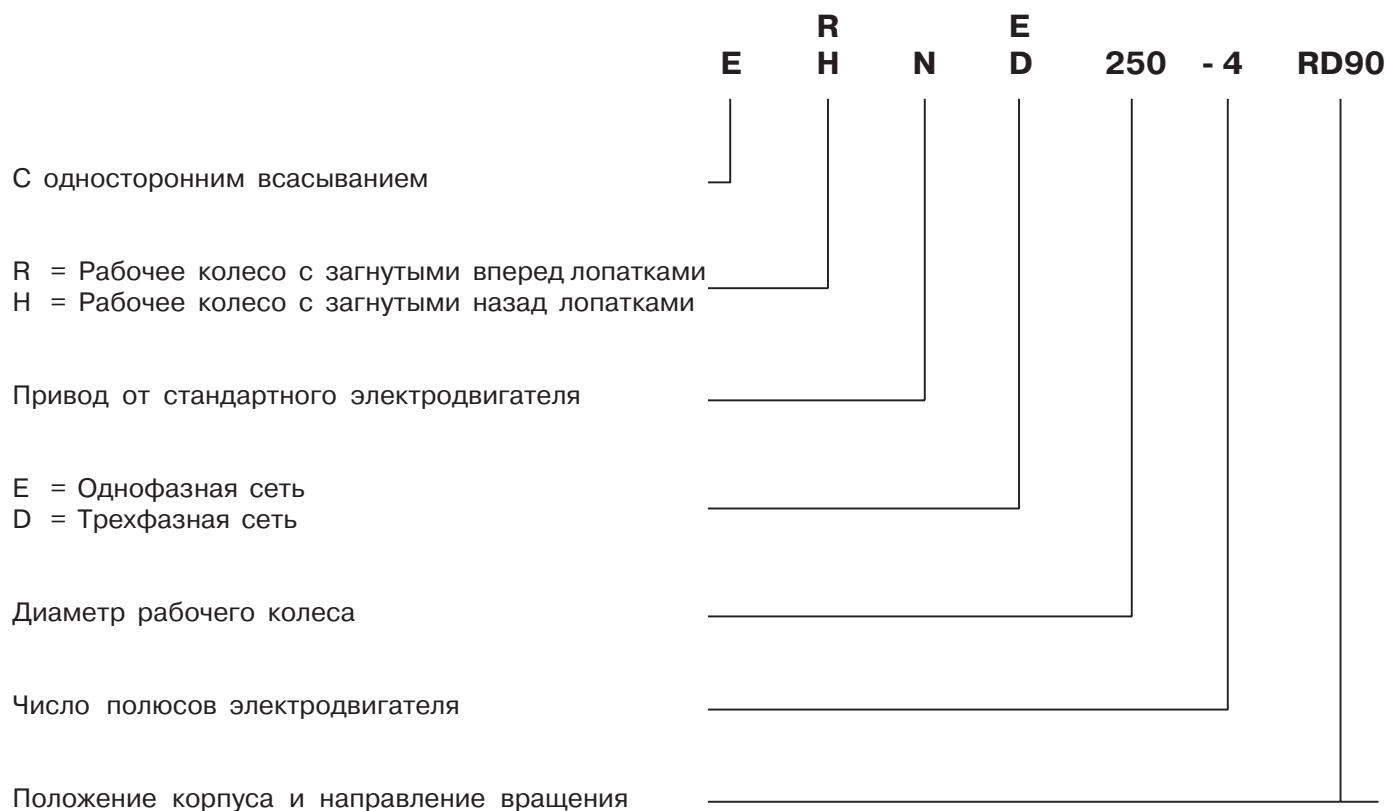 R E
E H N D 250 - 4 RD90
С односторонним всасыванием
R = Рабочее колесо с загнутыми вперед лопатками
H = Рабочее колесо с загнутыми назад лопатками
Привод от стандартного электродвигателя
E = Однофазная сеть
D = Трехфазная сеть
Диаметр рабочего колеса
Число полюсов электродвигателя
Положение корпуса и направление вращения